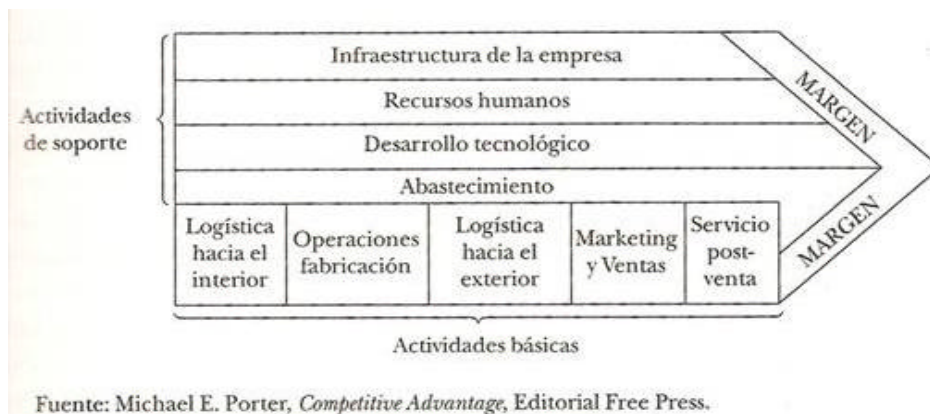 Infraestructura de la empresa
MARGEN
Recursos humanos
Actividades
de soporte
Desarrollo tecnológico
Abastecimiento
Logística
hacia el
interior
Operaciones
fabricación
Logística
hacia el
exterior
Marketing
y Ventas
Servicio
post-
venta
MARGEN
Actividades básicas
Fuente: Michael E. Porter, Competitive Advantage, Editorial Free Press.